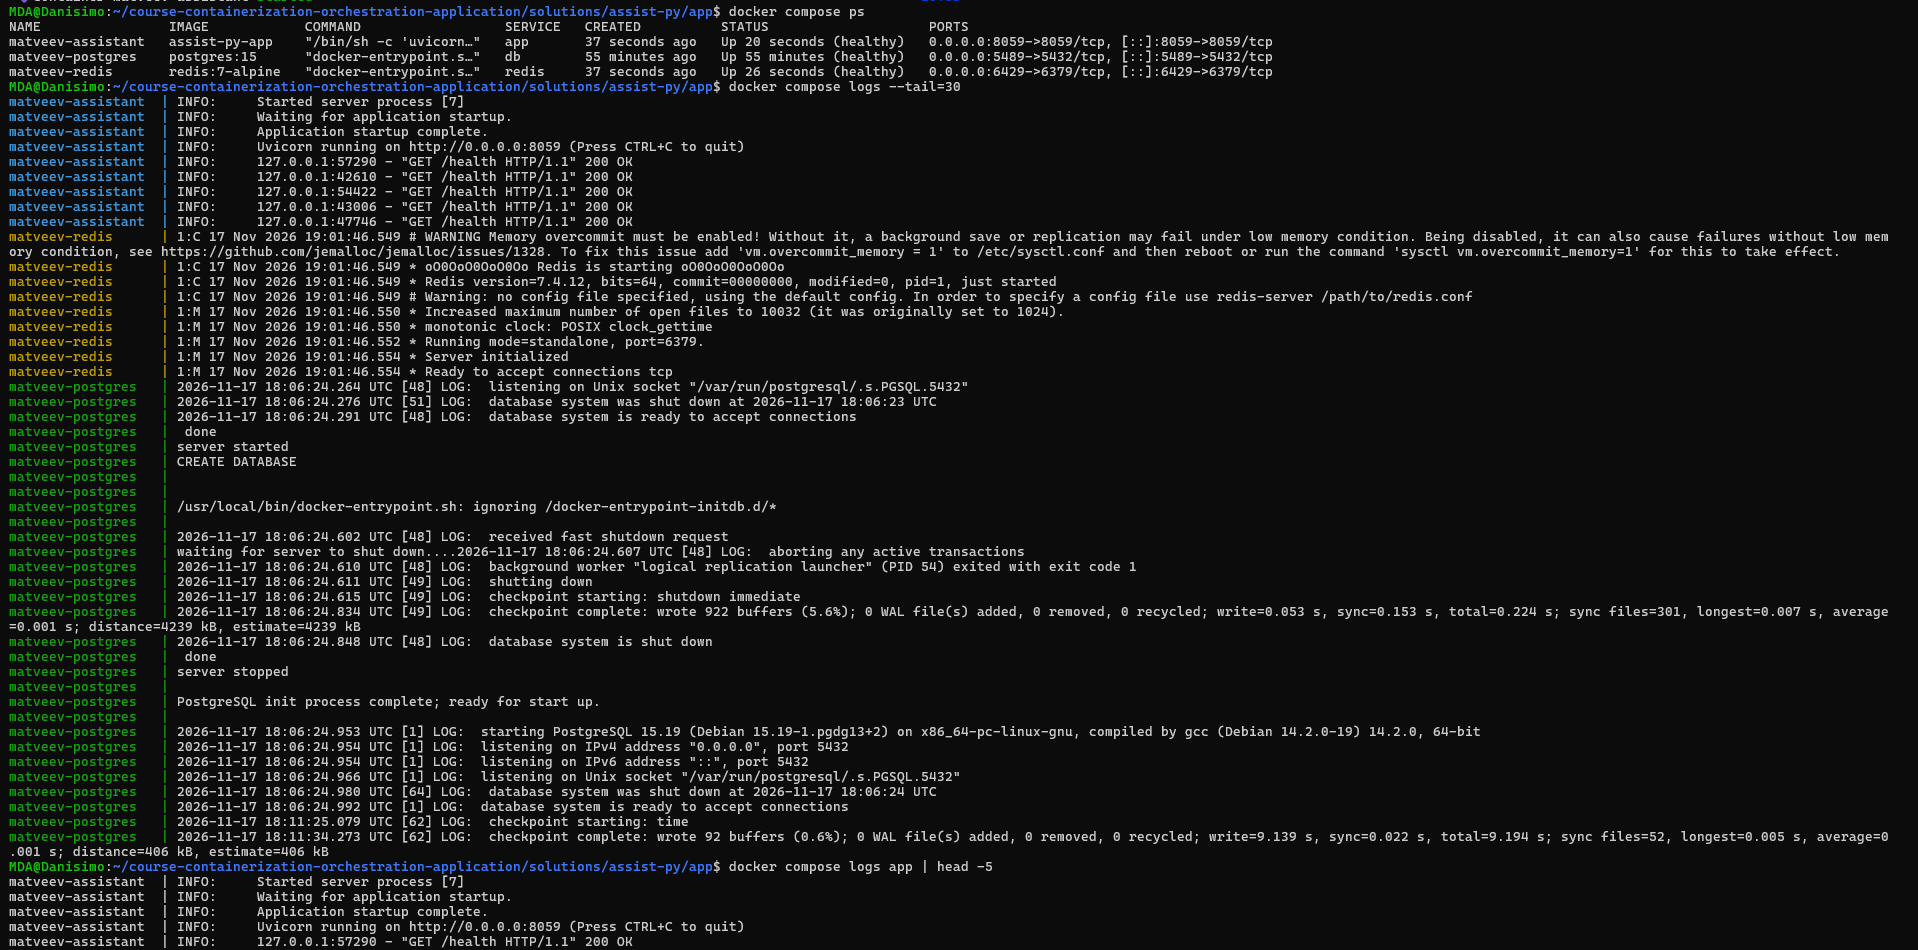 MDA@Danisimo:~/course-containerization-orchestration-application/solutions/assist-py/app$ docker compose ps
NAME                IMAGE            COMMAND                  SERVICE   CREATED          STATUS                    PORTS
matveev-assistant   assist-py-app    "/bin/sh -c 'uvicorn…"   app       37 seconds ago   Up 20 seconds (healthy)   0.0.0.0:8059->8059/tcp, [::]:8059->8059/tcp
matveev-postgres    postgres:15      "docker-entrypoint.s…"   db        55 minutes ago   Up 55 minutes (healthy)   0.0.0.0:5489->5432/tcp, [::]:5489->5432/tcp
matveev-redis       redis:7-alpine   "docker-entrypoint.s…"   redis     37 seconds ago   Up 26 seconds (healthy)   0.0.0.0:6429->6379/tcp, [::]:6429->6379/tcp
MDA@Danisimo:~/course-containerization-orchestration-application/solutions/assist-py/app$ docker compose logs --tail=30
matveev-assistant  | INFO:     Started server process [7]
matveev-assistant  | INFO:     Waiting for application startup.
matveev-assistant  | INFO:     Application startup complete.
matveev-assistant  | INFO:     Uvicorn running on http://0.0.0.0:8059 (Press CTRL+C to quit)
matveev-assistant  | INFO:     127.0.0.1:57290 - "GET /health HTTP/1.1" 200 OK
matveev-assistant  | INFO:     127.0.0.1:42610 - "GET /health HTTP/1.1" 200 OK
matveev-assistant  | INFO:     127.0.0.1:54422 - "GET /health HTTP/1.1" 200 OK
matveev-assistant  | INFO:     127.0.0.1:43006 - "GET /health HTTP/1.1" 200 OK
matveev-assistant  | INFO:     127.0.0.1:47746 - "GET /health HTTP/1.1" 200 OK
matveev-redis      | 1:C 17 Nov 2026 19:01:46.549 # WARNING Memory overcommit must be enabled! Without it, a background save or replication may fail under low memory condition. Being disabled, it can also cause failures without low mem
ory condition, see https://github.com/jemalloc/jemalloc/issues/1328. To fix this issue add 'vm.overcommit_memory = 1' to /etc/sysctl.conf and then reboot or run the command 'sysctl vm.overcommit_memory=1' for this to take effect.
matveev-redis      | 1:C 17 Nov 2026 19:01:46.549 * oO0OoO0OoO0Oo Redis is starting oO0OoO0OoO0Oo
matveev-redis      | 1:C 17 Nov 2026 19:01:46.549 * Redis version=7.4.12, bits=64, commit=00000000, modified=0, pid=1, just started
matveev-redis      | 1:C 17 Nov 2026 19:01:46.549 # Warning: no config file specified, using the default config. In order to specify a config file use redis-server /path/to/redis.conf
matveev-redis      | 1:M 17 Nov 2026 19:01:46.550 * Increased maximum number of open files to 10032 (it was originally set to 1024).
matveev-redis      | 1:M 17 Nov 2026 19:01:46.550 * monotonic clock: POSIX clock_gettime
matveev-redis      | 1:M 17 Nov 2026 19:01:46.552 * Running mode=standalone, port=6379.
matveev-redis      | 1:M 17 Nov 2026 19:01:46.554 * Server initialized
matveev-redis      | 1:M 17 Nov 2026 19:01:46.554 * Ready to accept connections tcp
matveev-postgres   | 2026-11-17 18:06:24.264 UTC [48] LOG:  listening on Unix socket "/var/run/postgresql/.s.PGSQL.5432"
matveev-postgres   | 2026-11-17 18:06:24.276 UTC [51] LOG:  database system was shut down at 2026-11-17 18:06:23 UTC
matveev-postgres   | 2026-11-17 18:06:24.291 UTC [48] LOG:  database system is ready to accept connections
matveev-postgres   |  done
matveev-postgres   | server started
matveev-postgres   | CREATE DATABASE
matveev-postgres   |
matveev-postgres   |
matveev-postgres   | /usr/local/bin/docker-entrypoint.sh: ignoring /docker-entrypoint-initdb.d/*
matveev-postgres   |
matveev-postgres   | 2026-11-17 18:06:24.602 UTC [48] LOG:  received fast shutdown request
matveev-postgres   | waiting for server to shut down....2026-11-17 18:06:24.607 UTC [48] LOG:  aborting any active transactions
matveev-postgres   | 2026-11-17 18:06:24.610 UTC [48] LOG:  background worker "logical replication launcher" (PID 54) exited with exit code 1
matveev-postgres   | 2026-11-17 18:06:24.611 UTC [49] LOG:  shutting down
matveev-postgres   | 2026-11-17 18:06:24.615 UTC [49] LOG:  checkpoint starting: shutdown immediate
matveev-postgres   | 2026-11-17 18:06:24.834 UTC [49] LOG:  checkpoint complete: wrote 922 buffers (5.6%); 0 WAL file(s) added, 0 removed, 0 recycled; write=0.053 s, sync=0.153 s, total=0.224 s; sync files=301, longest=0.007 s, average
=0.001 s; distance=4239 kB, estimate=4239 kB
matveev-postgres   | 2026-11-17 18:06:24.848 UTC [48] LOG:  database system is shut down
matveev-postgres   |  done
matveev-postgres   | server stopped
matveev-postgres   |
matveev-postgres   | PostgreSQL init process complete; ready for start up.
matveev-postgres   |
matveev-postgres   | 2026-11-17 18:06:24.953 UTC [1] LOG:  starting PostgreSQL 15.19 (Debian 15.19-1.pgdg13+2) on x86_64-pc-linux-gnu, compiled by gcc (Debian 14.2.0-19) 14.2.0, 64-bit
matveev-postgres   | 2026-11-17 18:06:24.954 UTC [1] LOG:  listening on IPv4 address "0.0.0.0", port 5432
matveev-postgres   | 2026-11-17 18:06:24.954 UTC [1] LOG:  listening on IPv6 address "::", port 5432
matveev-postgres   | 2026-11-17 18:06:24.966 UTC [1] LOG:  listening on Unix socket "/var/run/postgresql/.s.PGSQL.5432"
matveev-postgres   | 2026-11-17 18:06:24.980 UTC [64] LOG:  database system was shut down at 2026-11-17 18:06:24 UTC
matveev-postgres   | 2026-11-17 18:06:24.992 UTC [1] LOG:  database system is ready to accept connections
matveev-postgres   | 2026-11-17 18:11:25.079 UTC [62] LOG:  checkpoint starting: time
matveev-postgres   | 2026-11-17 18:11:34.273 UTC [62] LOG:  checkpoint complete: wrote 92 buffers (0.6%); 0 WAL file(s) added, 0 removed, 0 recycled; write=9.139 s, sync=0.022 s, total=9.194 s; sync files=52, longest=0.005 s, average=0
.001 s; distance=406 kB, estimate=406 kB
MDA@Danisimo:~/course-containerization-orchestration-application/solutions/assist-py/app$ docker compose logs app | head -5
matveev-assistant  | INFO:     Started server process [7]
matveev-assistant  | INFO:     Waiting for application startup.
matveev-assistant  | INFO:     Application startup complete.
matveev-assistant  | INFO:     Uvicorn running on http://0.0.0.0:8059 (Press CTRL+C to quit)
matveev-assistant  | INFO:     127.0.0.1:57290 - "GET /health HTTP/1.1" 200 OK